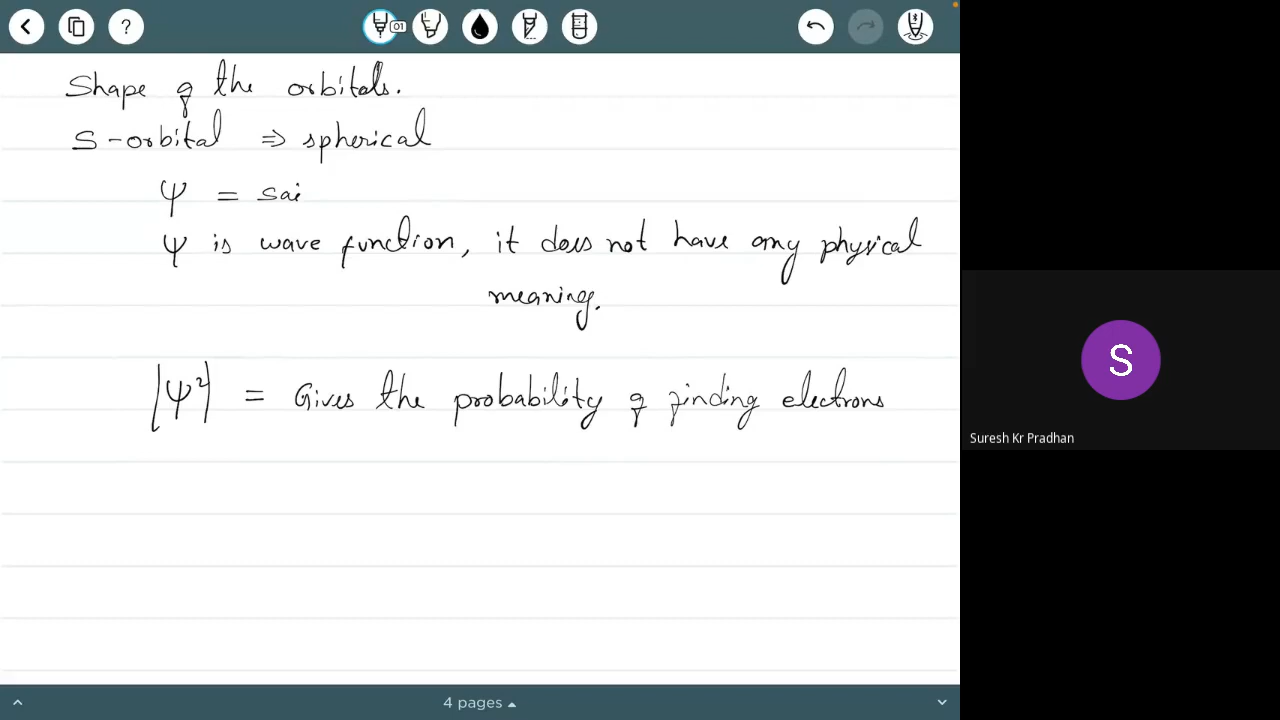 ?
01
Shape of the orbitals.
S-orbital ⇒ spherical
Ψ = sai
Ψ is wave function, it does not have any physical
meaning.
|Ψ²| = Gives the probability of finding electrons
S
Suresh Kr Pradhan
4 pages